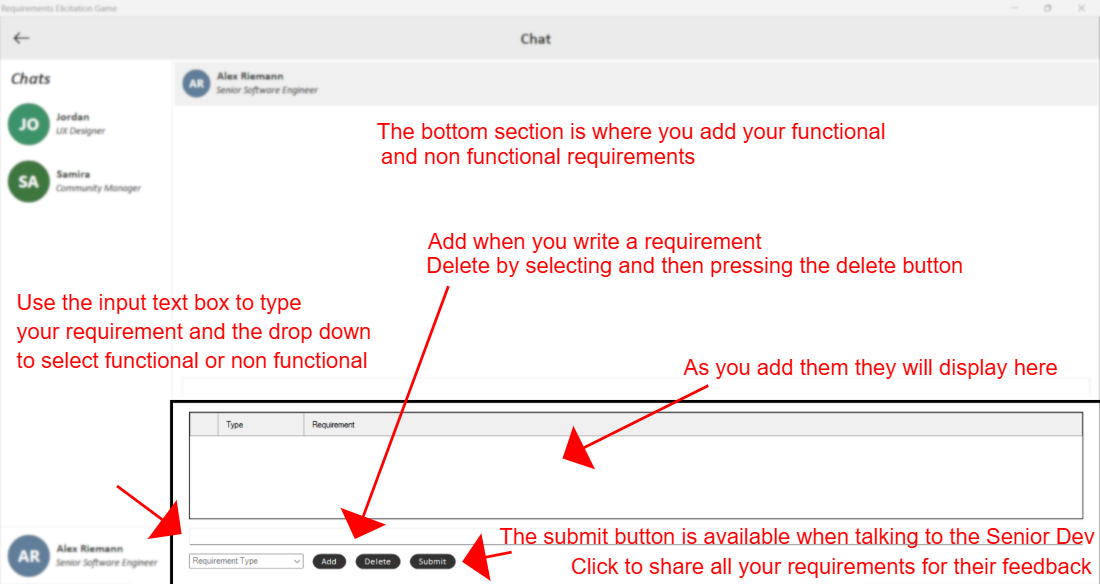 Requirements Elicitation Game
Chat
Chats
AR
Alex Riemann
Senior Software Engineer
JO
Jordan
UX Designer
SA
Samira
Community Manager
The bottom section is where you add your functional
and non functional requirements
Add when you write a requirement
Delete by selecting and then pressing the delete button
Use the input text box to type
your requirement and the drop down
to select functional or non functional
As you add them they will display here
Type
Requirement
The submit button is available when talking to the Senior Dev
Click to share all your requirements for their feedback
Requirement Type
Add
Delete
Submit
AR
Alex Riemann
Senior Software Engineer